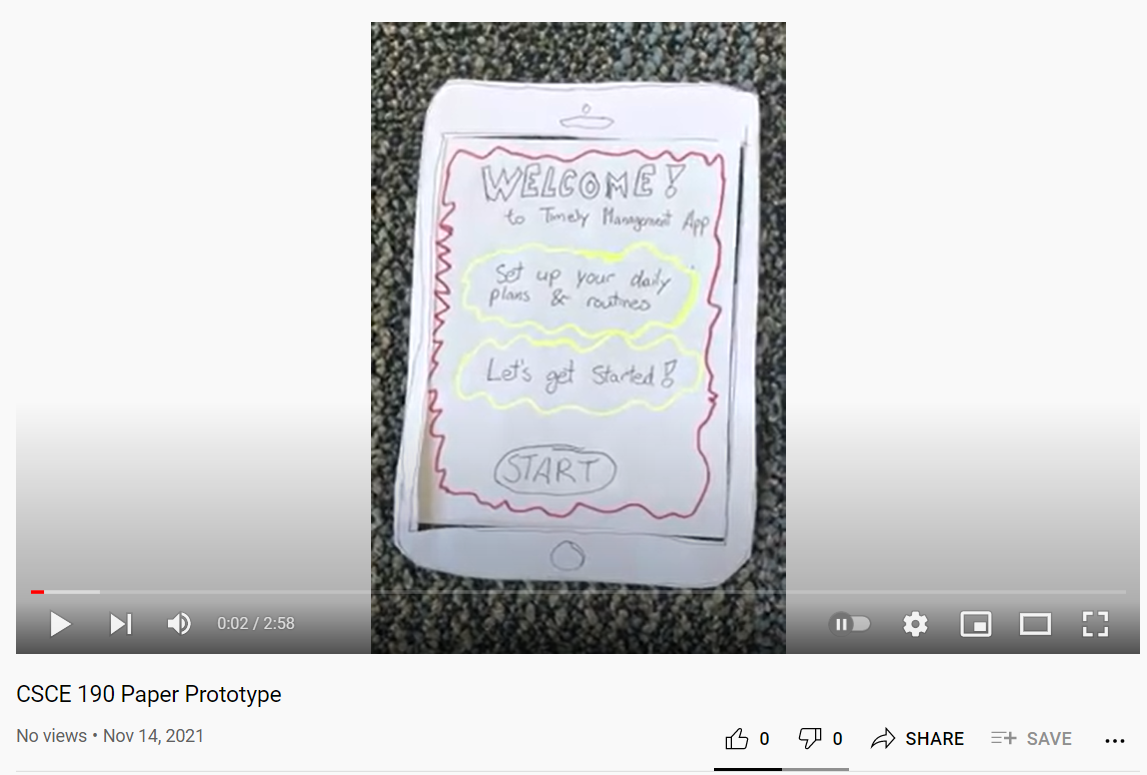 WELCOME!
to Timely Management App
Set up your daily
plans & routines
Let's get started!
START
0:02 / 2:58
CSCE 190 Paper Prototype
No views • Nov 14, 2021
0
0
SHARE
SAVE